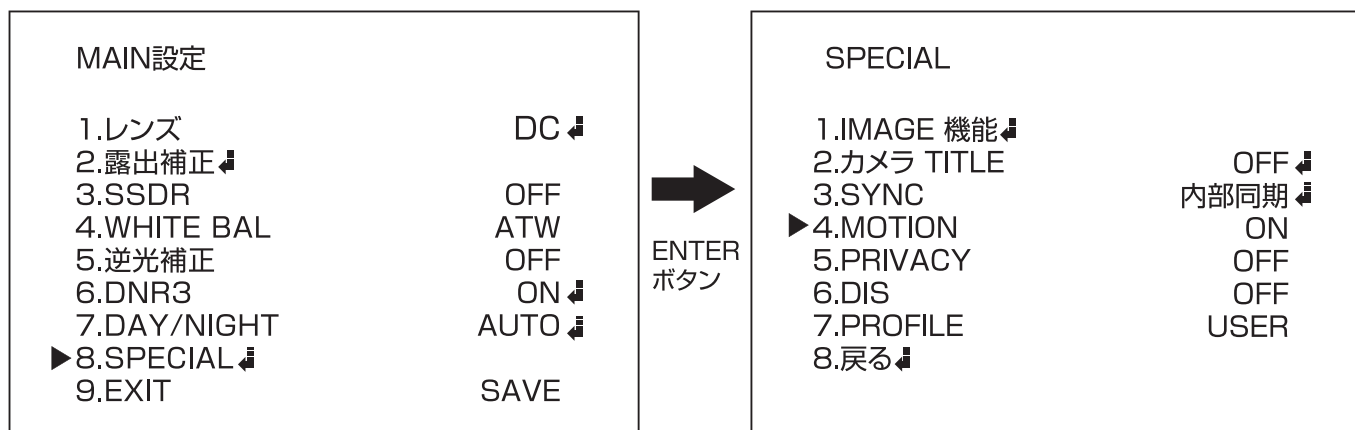 MAIN設定
1.レンズ DC↲
2.露出補正↲
3.SSDR OFF
4.WHITE BAL ATW
5.逆光補正 OFF
6.DNR3 ON↲
7.DAY/NIGHT AUTO↲
▶8.SPECIAL↲
9.EXIT SAVE
ENTER
ボタン
SPECIAL
1.IMAGE 機能↲
2.カメラ TITLE OFF↲
3.SYNC 内部同期↲
▶4.MOTION ON
5.PRIVACY OFF
6.DIS OFF
7.PROFILE USER
8.戻る↲